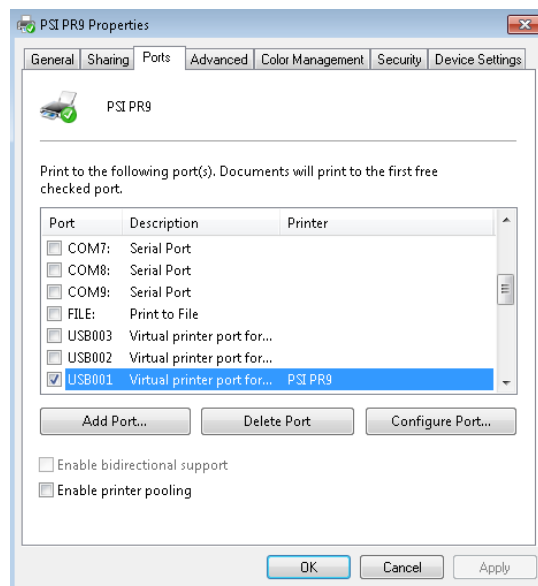 PSI PR9 Properties
General Sharing Ports Advanced Color Management Security Device Settings
PSI PR9
Print to the following port(s). Documents will print to the first free
checked port.
Port Description Printer
COM7: Serial Port
COM8: Serial Port
COM9: Serial Port
FILE: Print to File
USB003 Virtual printer port for...
USB002 Virtual printer port for...
USB001 Virtual printer port for... PSI PR9
Add Port... Delete Port Configure Port...
Enable bidirectional support
Enable printer pooling
OK Cancel Apply